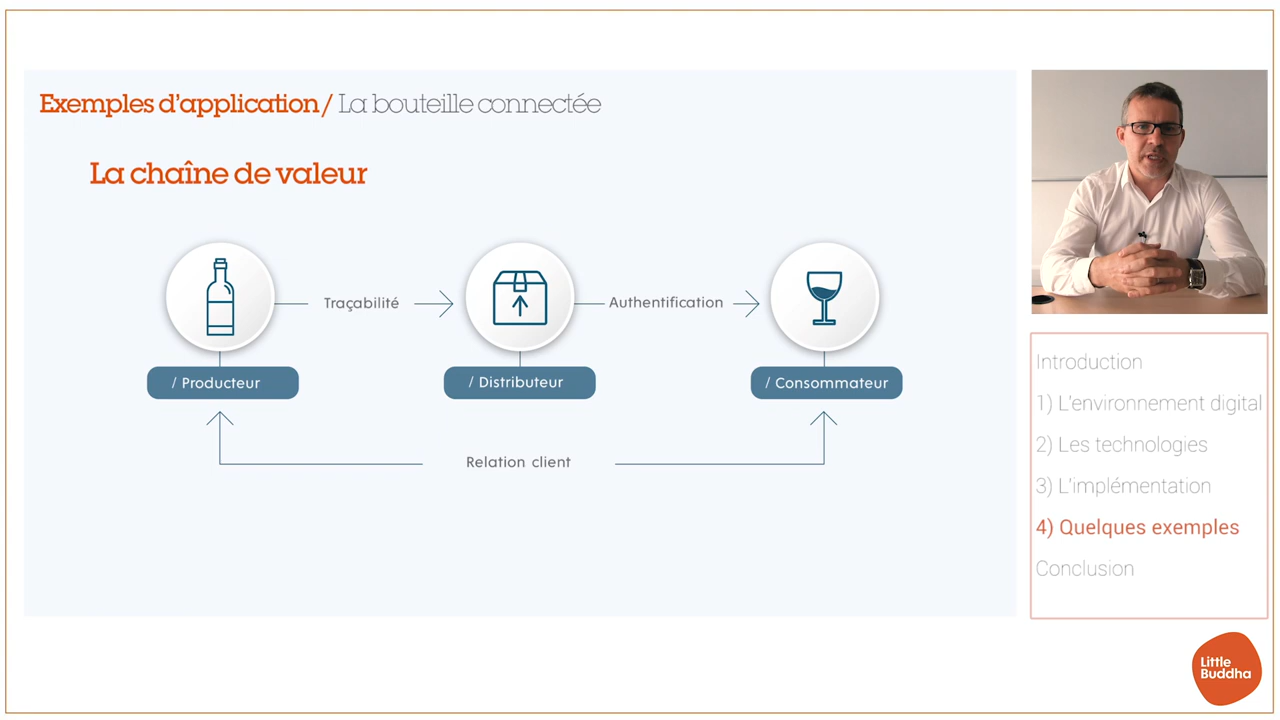 Exemples d'application/ La bouteille connectée
La chaîne de valeur
Traçabilité
Authentification
/ Producteur
/ Distributeur
/ Consommateur
Relation client
Introduction
1) L'environnement digital
2) Les technologies
3) L'implémentation
4) Quelques exemples
Conclusion
Little
Buddha